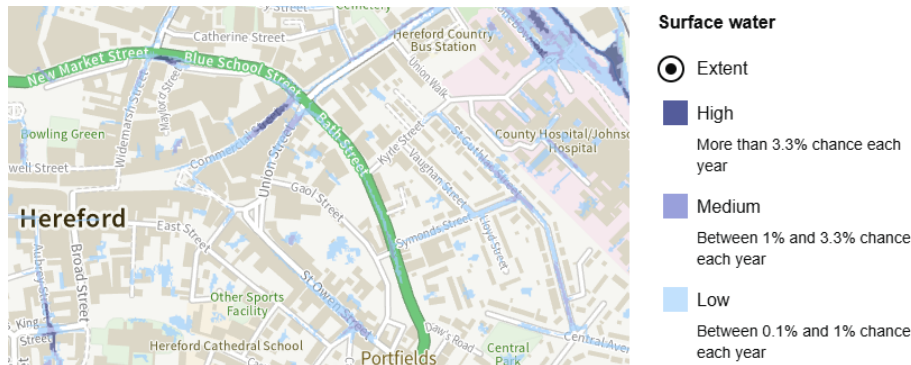 Cemetery
Catherine Street
Hereford Country
Bus Station
New Market Street
Blue School Street
Widemarsh Street
Maylord Street
Union Walk
Bowling Green
Commercial
Union Street
Bath Street
Kyrle Street
St Guthlac Street
County Hospital/Johnso
Hospital
well Street
Vaughan Street
Gaol Street
Hereford
East Street
Symonds Street
Lloyd Street
Broad Street
Aubrey Street
St Owen Street
Other Sports
Facility
King
Street
Hereford Cathedral School
Daw's Road
Portfields
Central
Park
Central Aven
Surface water
Extent
High
More than 3.3% chance each
year
Medium
Between 1% and 3.3% chance
each year
Low
Between 0.1% and 1% chance
each year